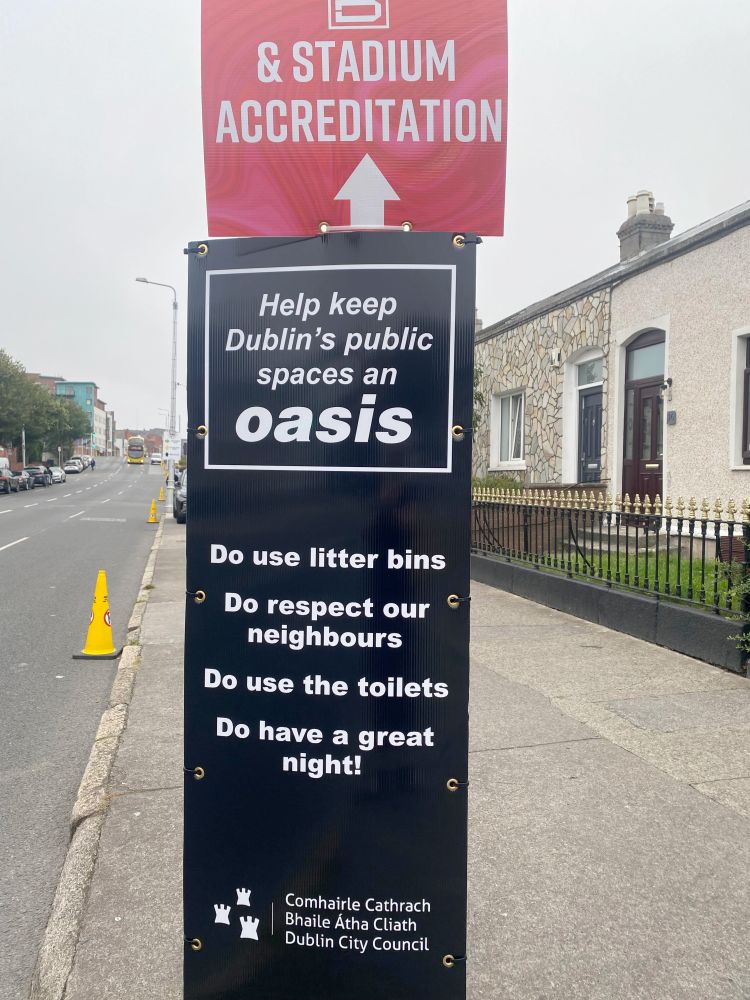 & STADIUM
ACCREDITATION
Help keep
Dublin's public
spaces an
oasis
Do use litter bins
Do respect our
neighbours
Do use the toilets
Do have a great
night!
Comhairle Cathrach
Bhaile Átha Cliath
Dublin City Council